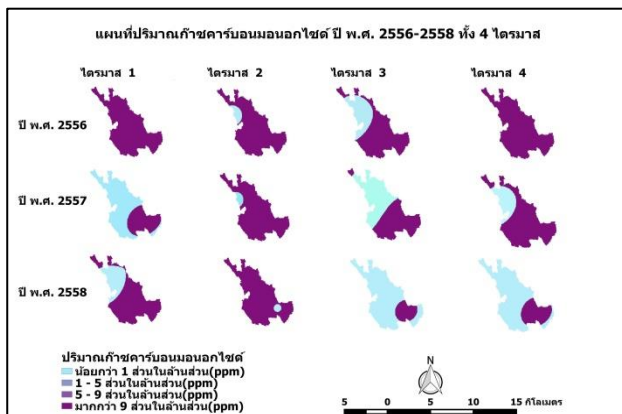 แผนที่ปริมาณก๊าซคาร์บอนมอนอกไซด์ ปี พ.ศ. 2556-2558 ทั้ง 4 ไตรมาส
ไตรมาส 1 ไตรมาส 2 ไตรมาส 3 ไตรมาส 4
ปี พ.ศ. 2556
ปี พ.ศ. 2557
ปี พ.ศ. 2558
ปริมาณก๊าซคาร์บอนมอนอกไซด์
น้อยกว่า 1 ส่วนในล้านส่วน(ppm)
1 - 5 ส่วนในล้านส่วน(ppm)
5 - 9 ส่วนในล้านส่วน(ppm)
มากกว่า 9 ส่วนในล้านส่วน(ppm)
N
5 0 5 10 15 กิโลเมตร